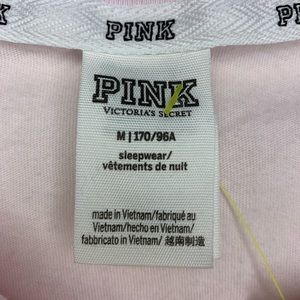 PINK PINK PINK
PINK
VICTORIA'S SECRET
M | 170/96A
sleepwear/
vêtements de nuit
made in Vietnam/fabriqué au
Vietnam/hecho en Vietnam/
fabbricato in Vietnam/ 越南制造